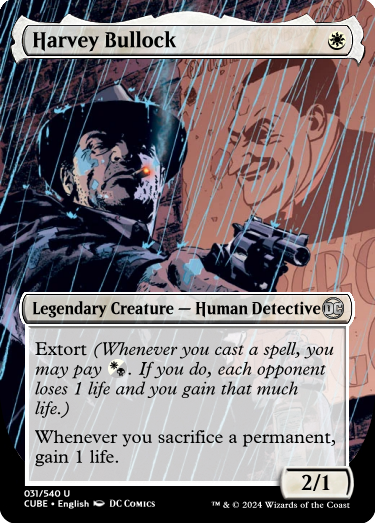 Harvey Bullock
Legendary Creature — Human Detective
DC
Extort (Whenever you cast a spell, you
may pay . If you do, each opponent
loses 1 life and you gain that much
life.)
Whenever you sacrifice a permanent,
gain 1 life.
2/1
031/540 U
CUBE • English DC Comics
™ & © 2024 Wizards of the Coast